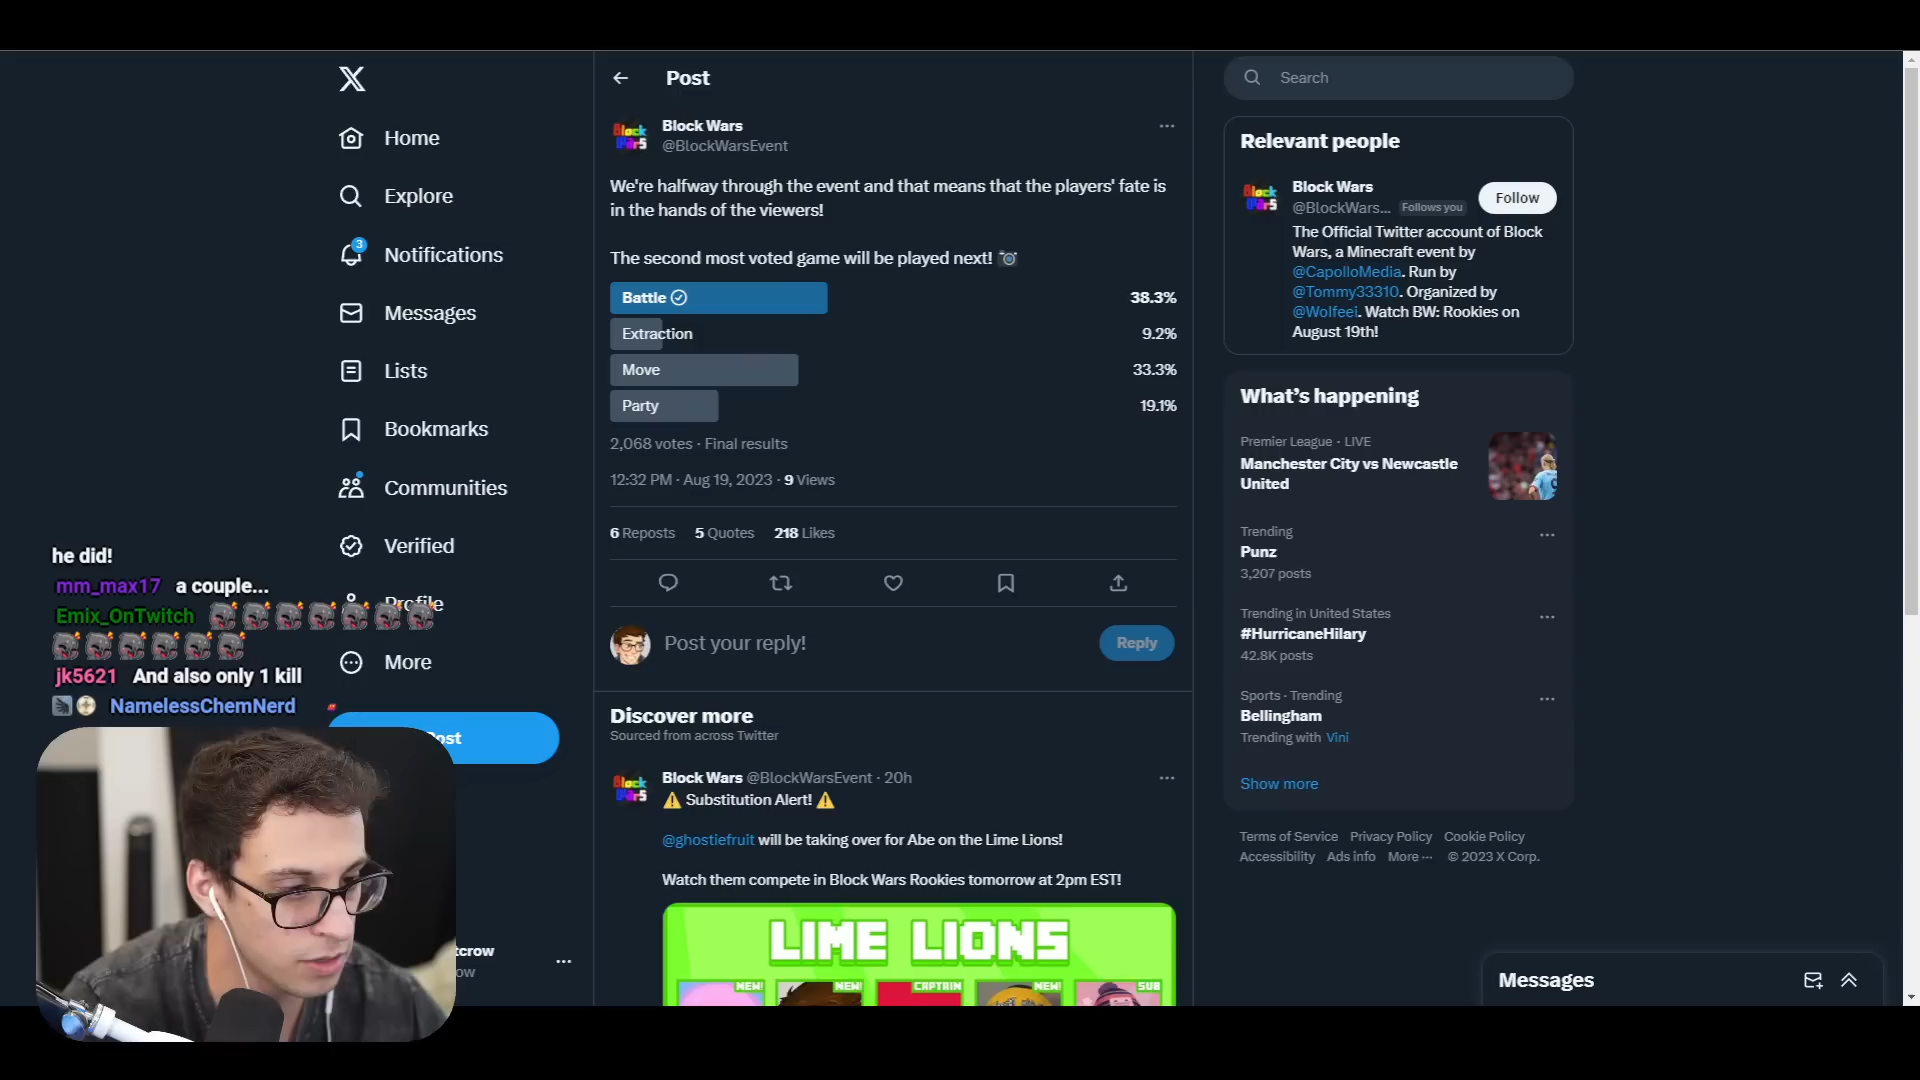 Home
Explore
3
Notifications
Messages
Lists
Bookmarks
Communities
Verified
Profile
More
Post
tcrow
ow
he did!
mm_max17 a couple...
Emix_OnTwitch
jk5621 And also only 1 kill
NamelessChemNerd
Post
Block Wars
@BlockWarsEvent
We're halfway through the event and that means that the players' fate is
in the hands of the viewers!
The second most voted game will be played next!
Battle 38.3%
Extraction 9.2%
Move 33.3%
Party 19.1%
2,068 votes · Final results
12:32 PM · Aug 19, 2023 · 9 Views
6 Reposts 5 Quotes 218 Likes
Post your reply!
Reply
Discover more
Sourced from across Twitter
Block Wars @BlockWarsEvent · 20h
Substitution Alert!
@ghostiefruit will be taking over for Abe on the Lime Lions!
Watch them compete in Block Wars Rookies tomorrow at 2pm EST!
LIME LIONS
NEW! NEW! CAPTAIN NEW! SUB
Search
Relevant people
Block Wars
@BlockWars... Follows you
Follow
The Official Twitter account of Block
Wars, a Minecraft event by
@CapolloMedia. Run by
@Tommy33310. Organized by
@Wolfeei. Watch BW: Rookies on
August 19th!
What's happening
Premier League · LIVE
Manchester City vs Newcastle
United
Trending
Punz
3,207 posts
Trending in United States
#HurricaneHilary
42.8K posts
Sports · Trending
Bellingham
Trending with Vini
Show more
Terms of Service Privacy Policy Cookie Policy
Accessibility Ads info More ··· © 2023 X Corp.
Messages